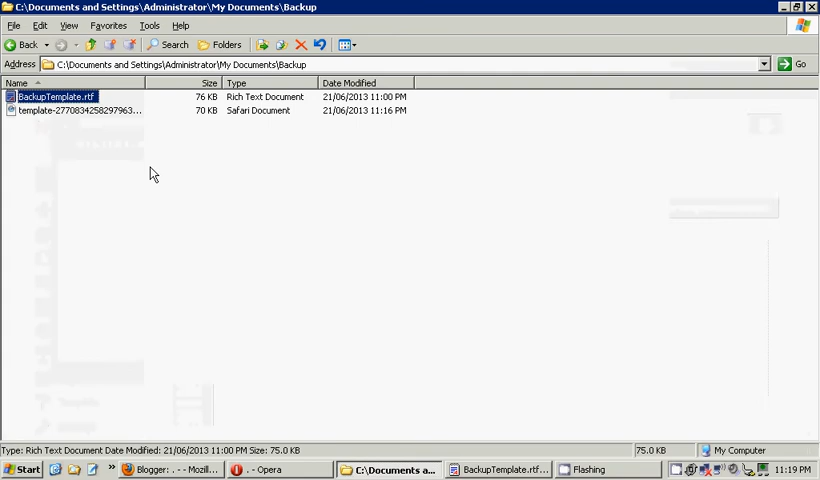 C:\Documents and Settings\Administrator\My Documents\Backup
File Edit View Favorites Tools Help
Back Search Folders
Address C:\Documents and Settings\Administrator\My Documents\Backup Go
Name Size Type Date Modified
BackupTemplate.rtf 76 KB Rich Text Document 21/06/2013 11:00 PM
template-2770834258297963... 70 KB Safari Document 21/06/2013 11:16 PM
Type: Rich Text Document Date Modified: 21/06/2013 11:00 PM Size: 75.0 KB 75.0 KB My Computer
Start » Blogger: . - Mozill... . - Opera C:\Documents a... BackupTemplate.rtf... Flashing 11:19 PM